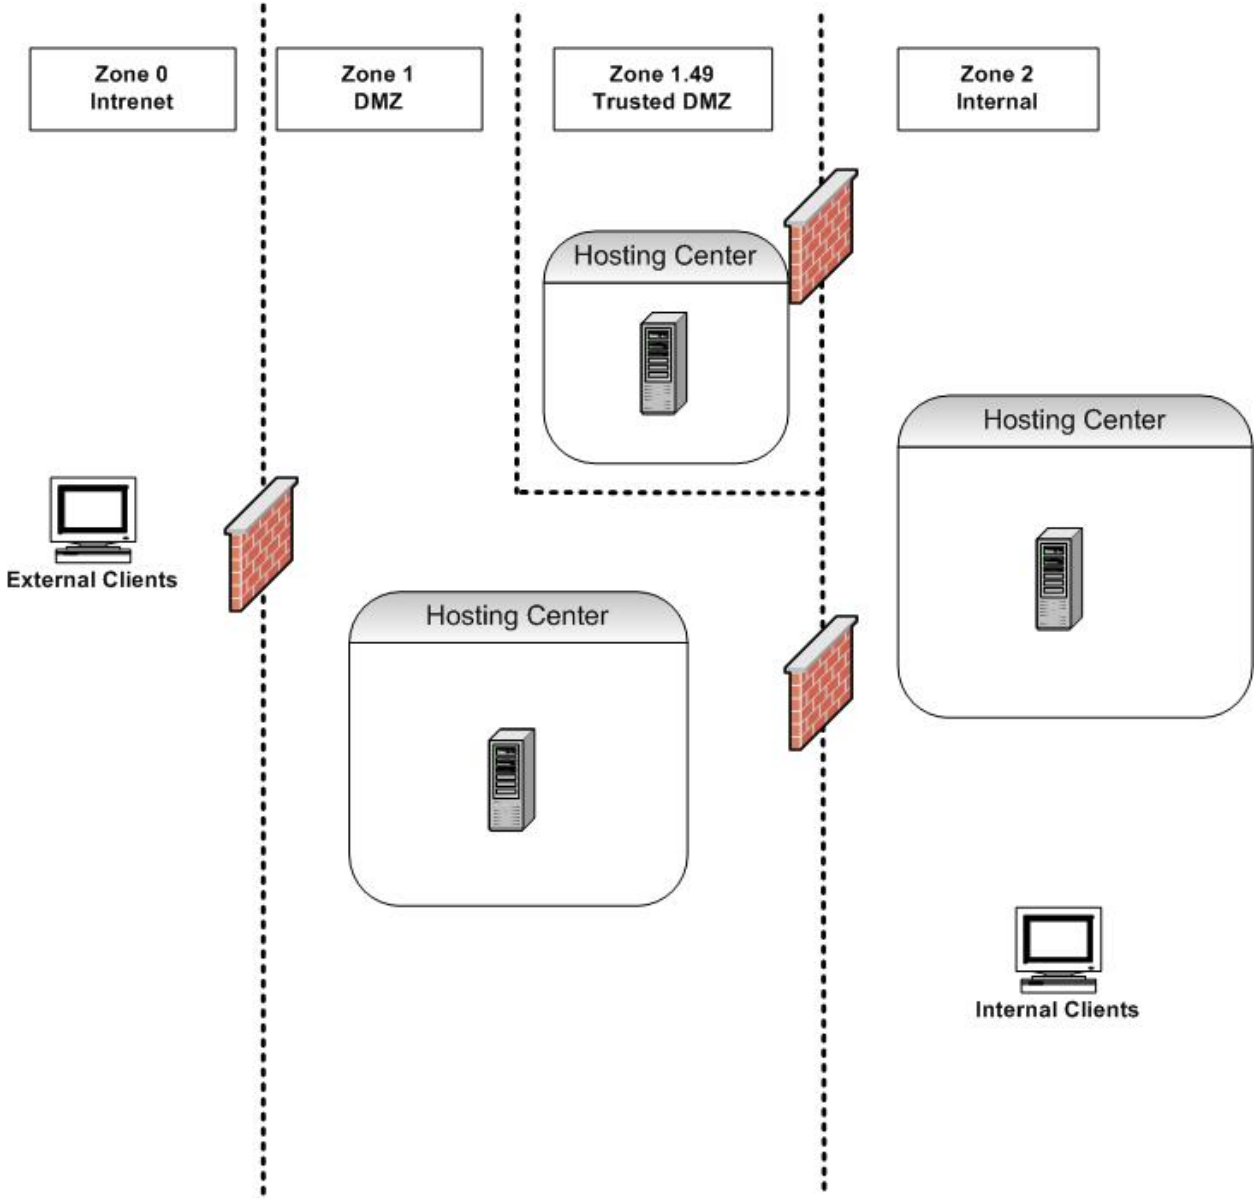 Zone 0
Intrenet
Zone 1
DMZ
Zone 1.49
Trusted DMZ
Zone 2
Internal
Hosting Center
Hosting Center
External Clients
Hosting Center
Internal Clients